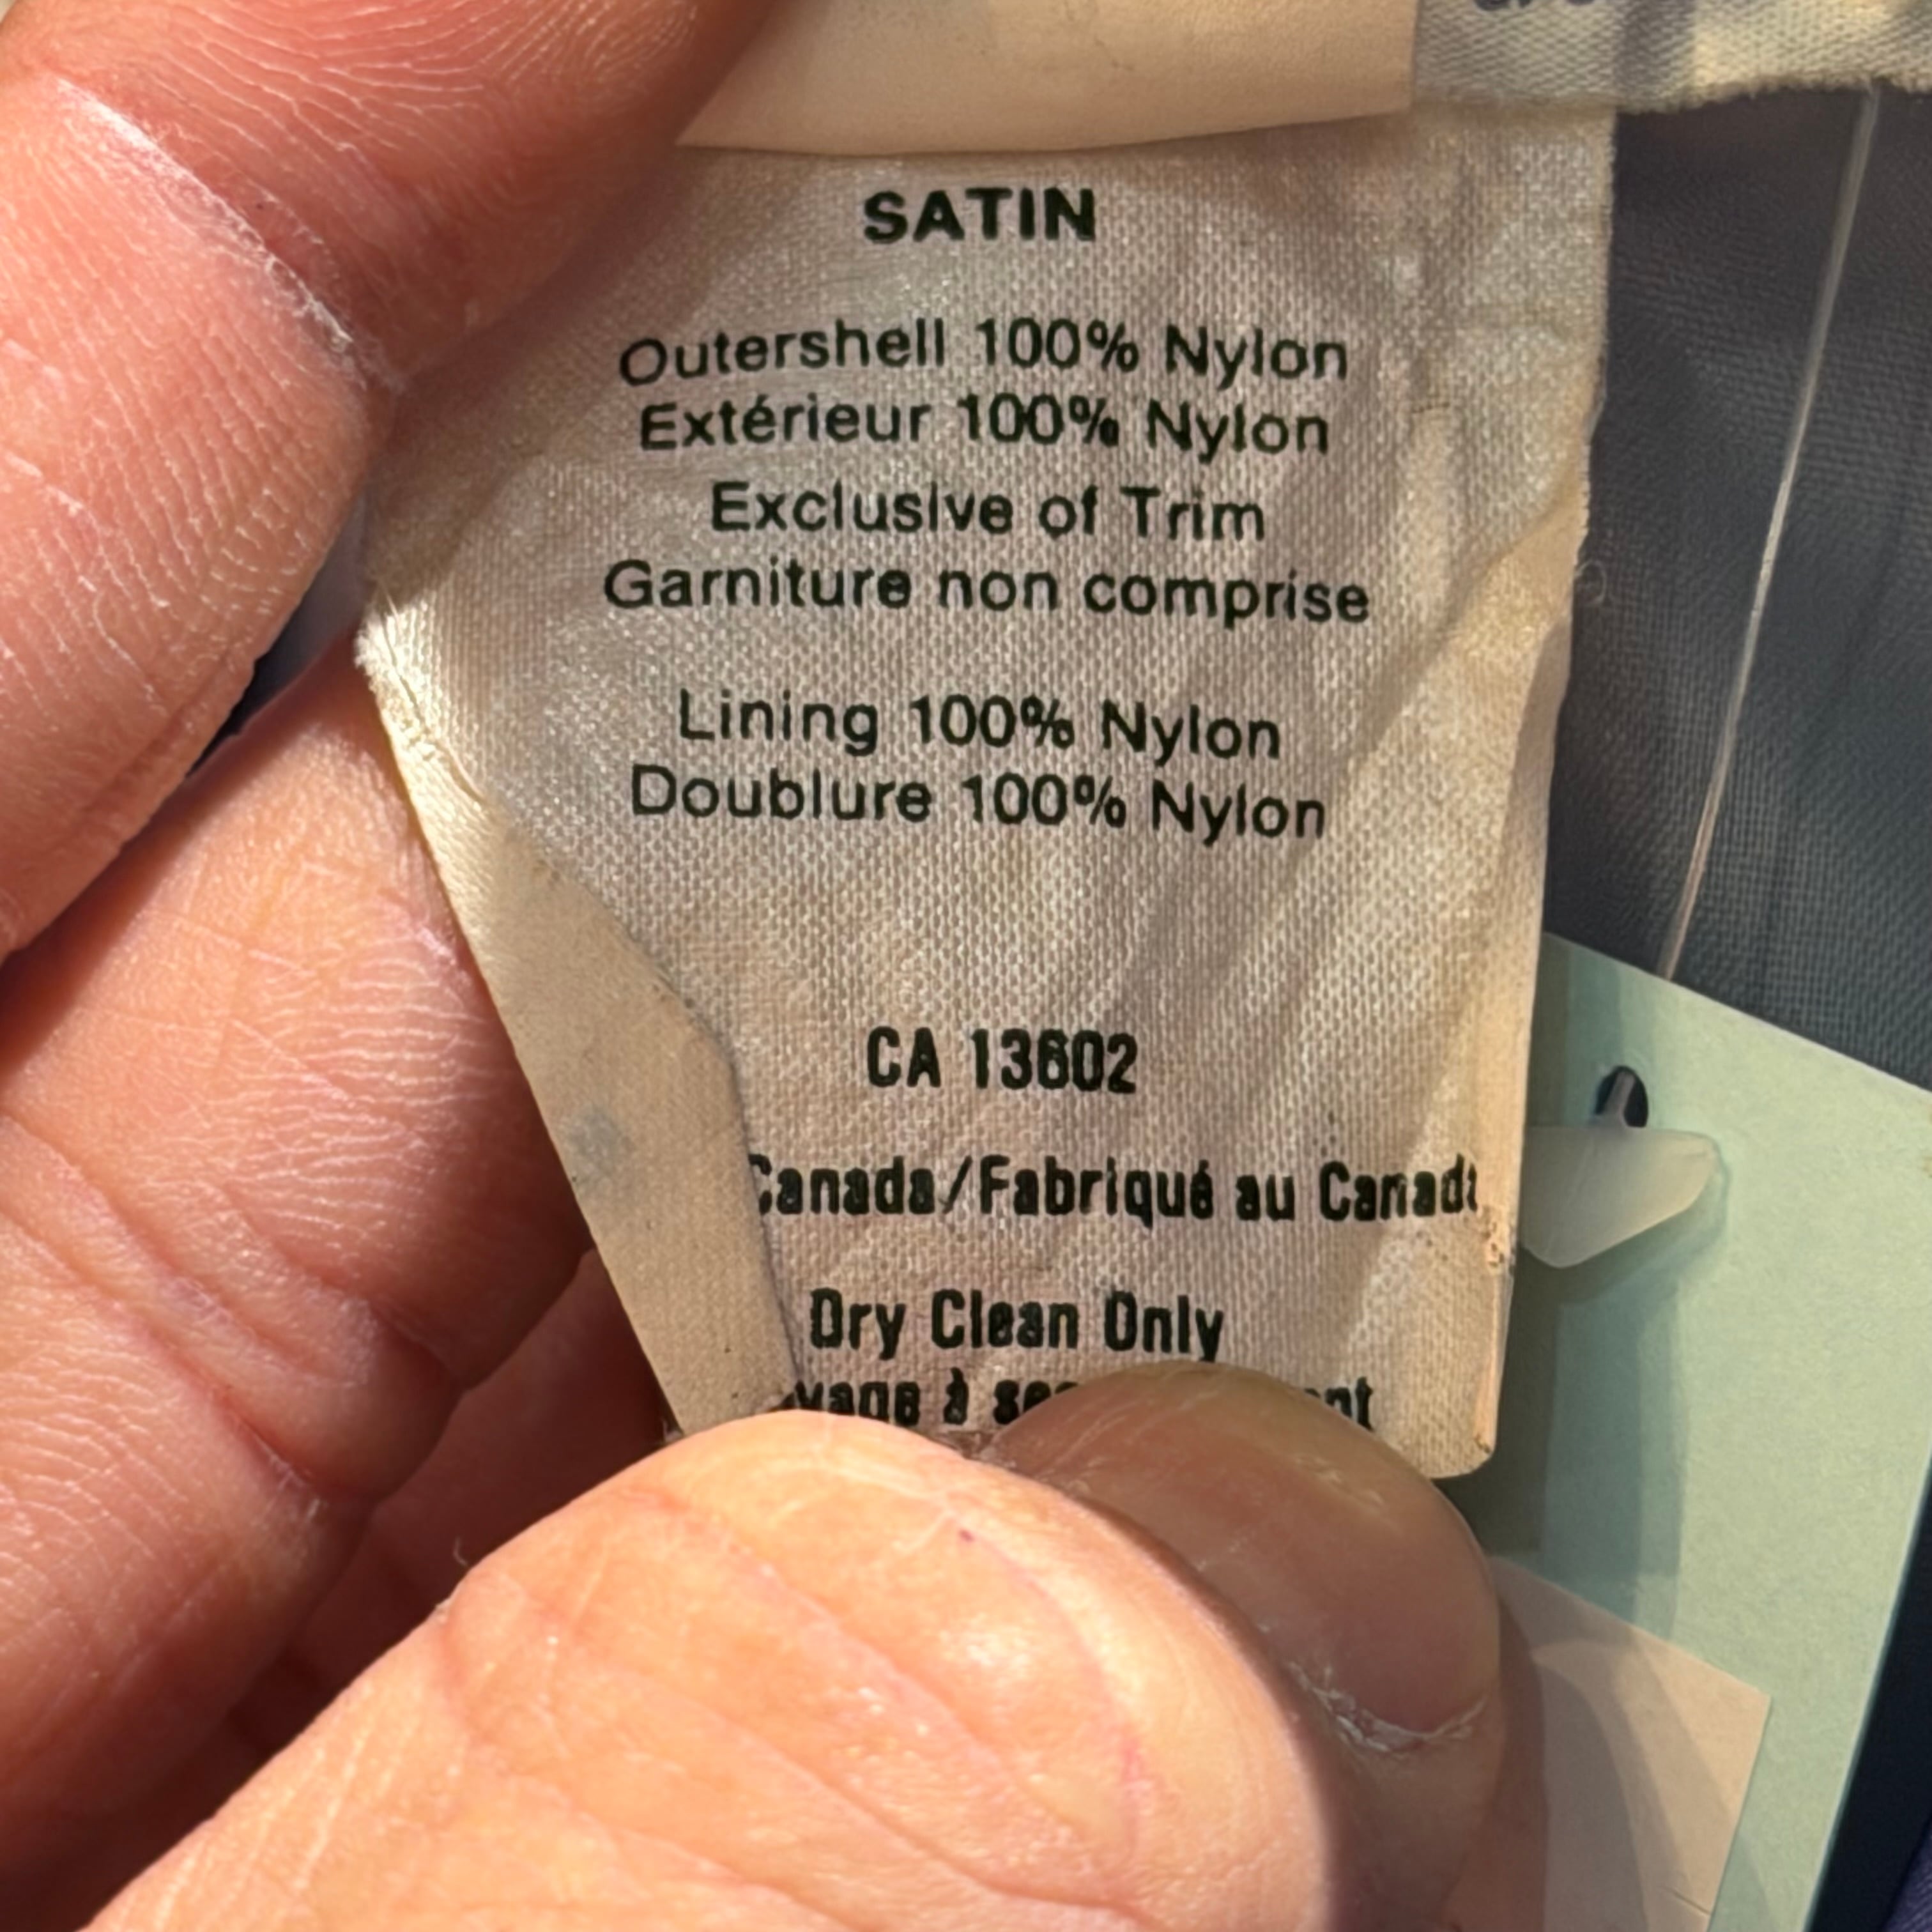 SATIN
Outershell 100% Nylon
Extérieur 100% Nylon
Exclusive of Trim
Garniture non comprise
Lining 100% Nylon
Doublure 100% Nylon
CA 13602
Canada/Fabriqué au Canada
Dry Clean Only
à